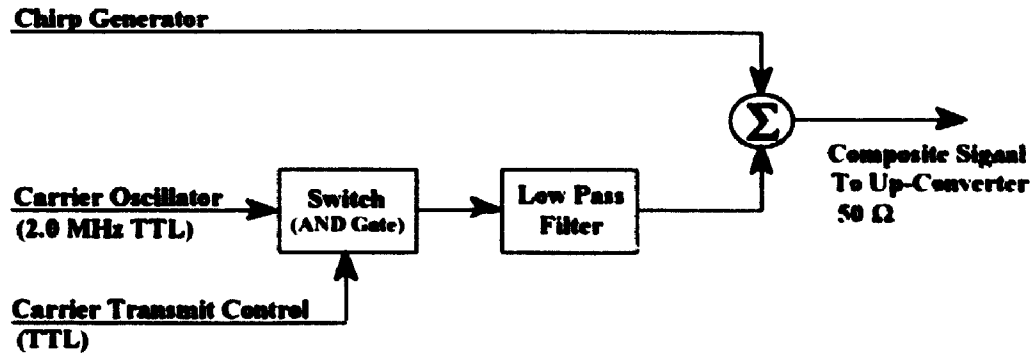 Chirp Generator
Σ
Composite Signal
To Up-Converter
50 Ω
Carrier Oscillator
(2.0 MHz TTL)
Switch
(AND Gate)
Low Pass
Filter
Carrier Transmit Control
(TTL)